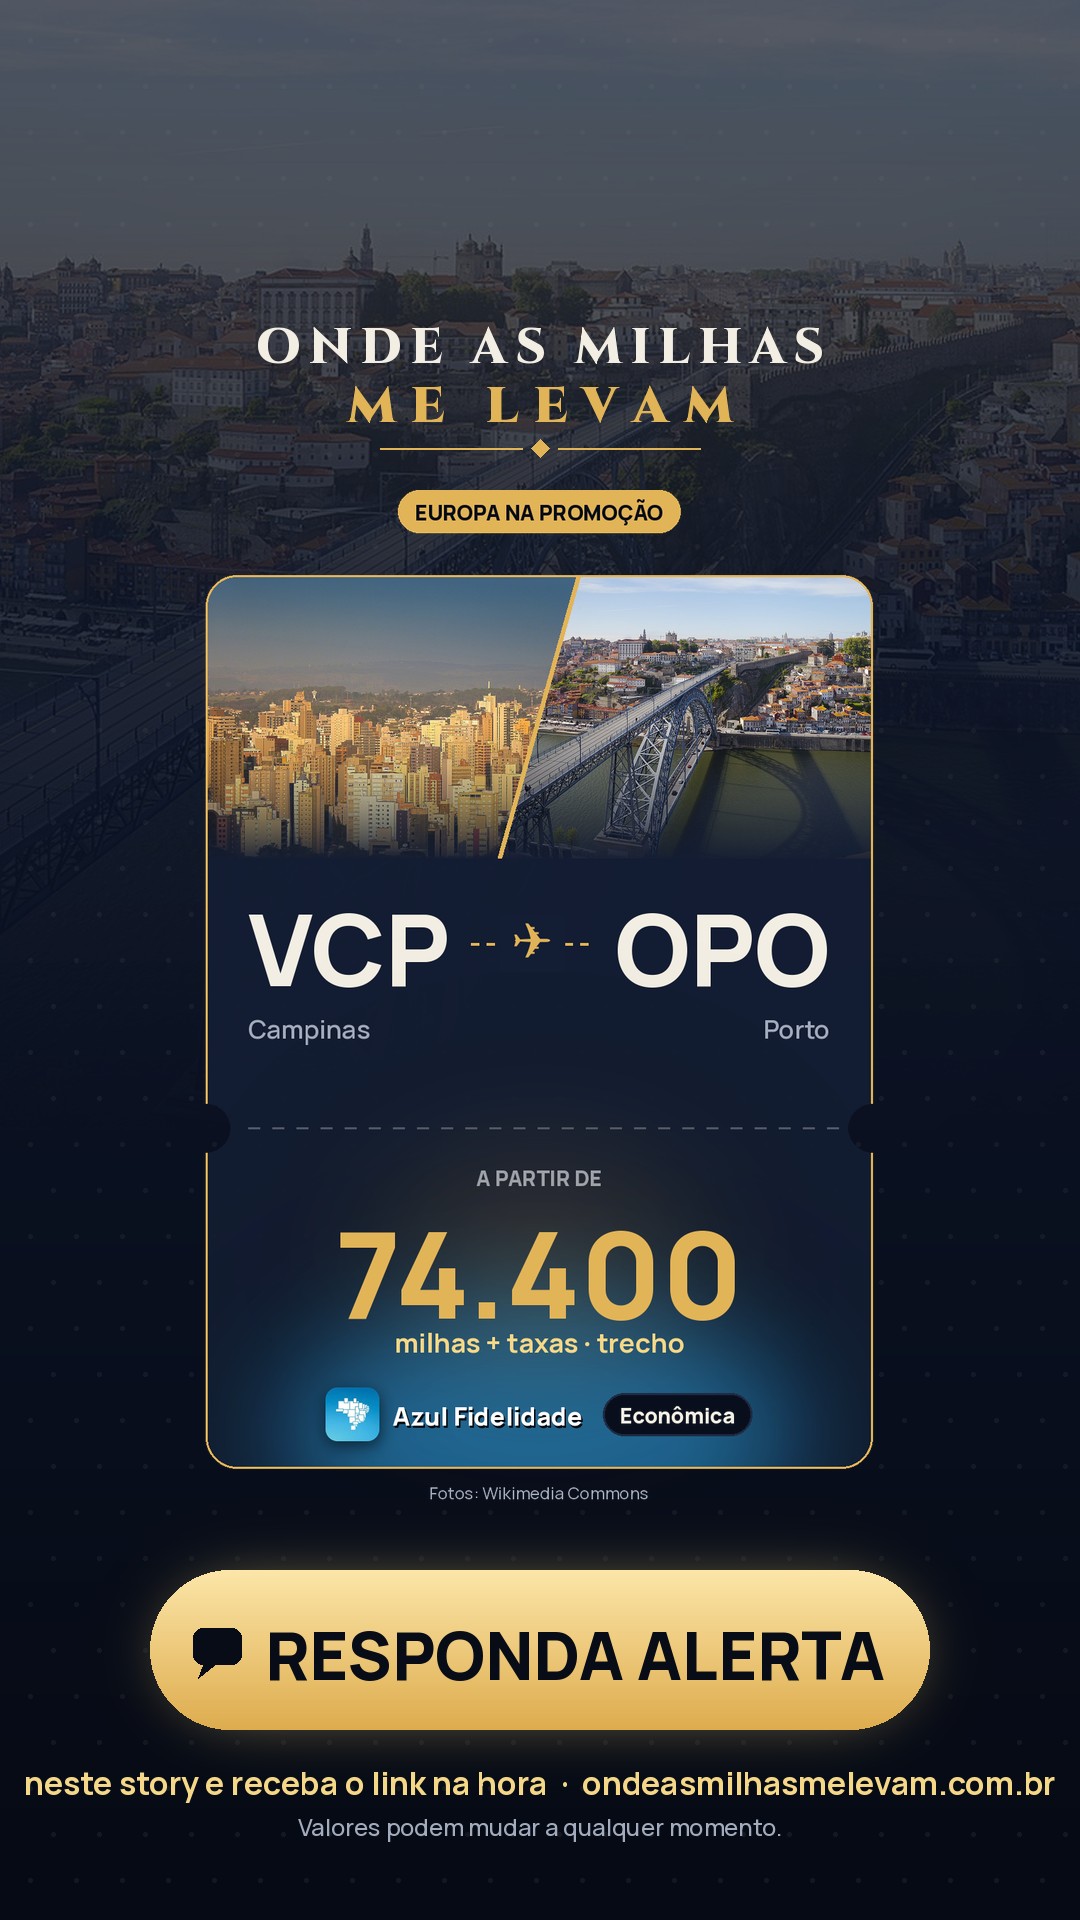 ONDE AS MILHAS
ME LEVAM
EUROPA NA PROMOÇÃO
VCP -- ✈ -- OPO
Campinas Porto
A PARTIR DE
74.400
milhas + taxas · trecho
Azul Fidelidade Econômica
Fotos: Wikimedia Commons
RESPONDA ALERTA
neste story e receba o link na hora · ondeasmilhasmelevam.com.br
Valores podem mudar a qualquer momento.